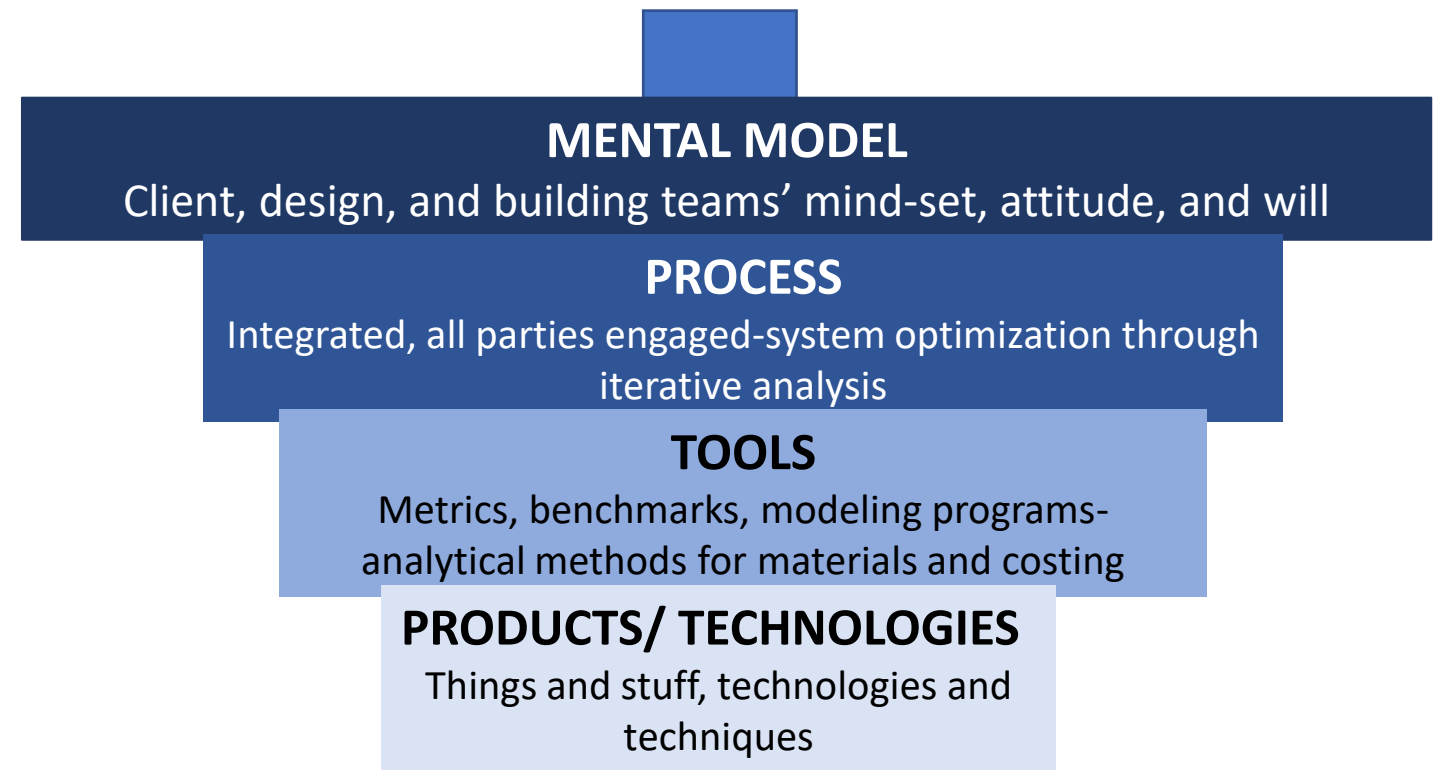 MENTAL MODEL
Client, design, and building teams’ mind-set, attitude, and will
PROCESS
Integrated, all parties engaged-system optimization through
iterative analysis
TOOLS
Metrics, benchmarks, modeling programs-
analytical methods for materials and costing
PRODUCTS/ TECHNOLOGIES
Things and stuff, technologies and
techniques